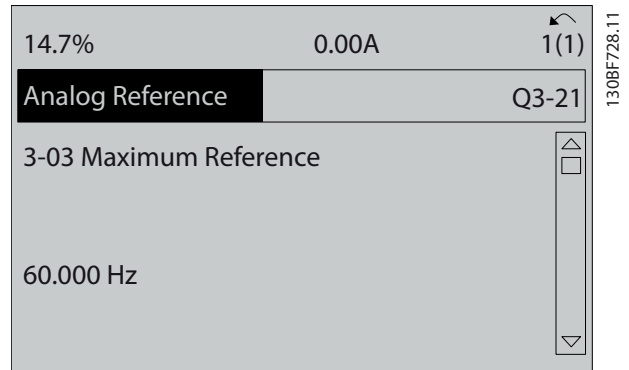 14.7% 0.00A 1(1)
Analog Reference Q3-21
3-03 Maximum Reference
60.000 Hz
130BF728.11